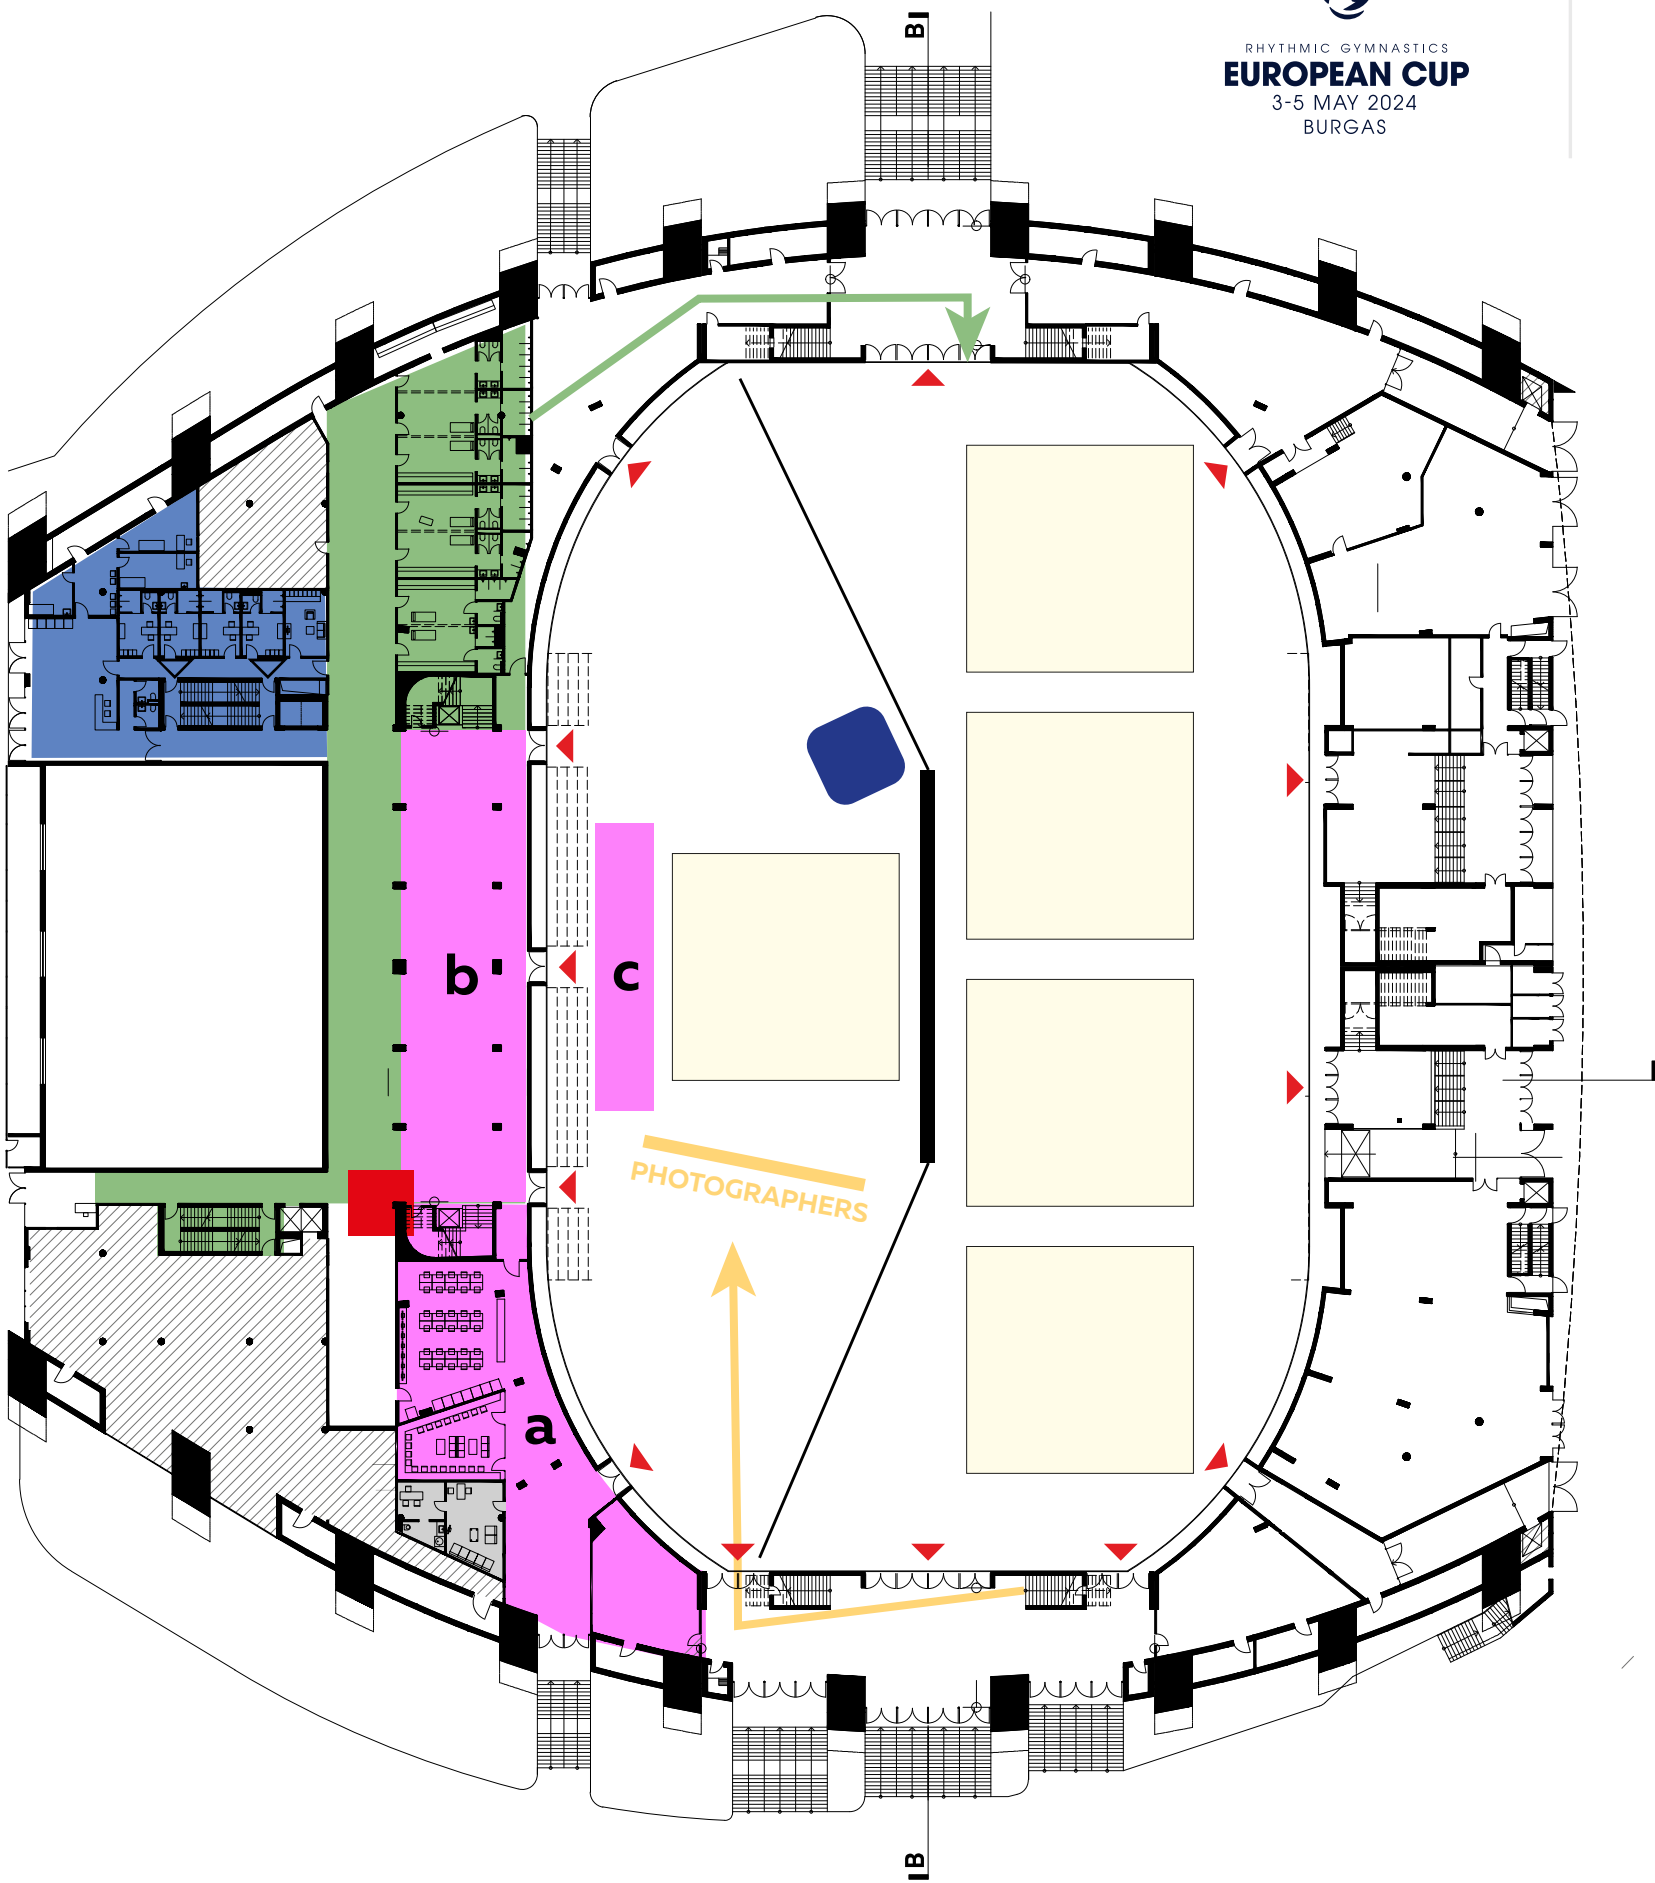 B
RHYTHMIC GYMNASTICS
EUROPEAN CUP
3-5 MAY 2024
BURGAS
b
c
PHOTOGRAPHERS
a
B